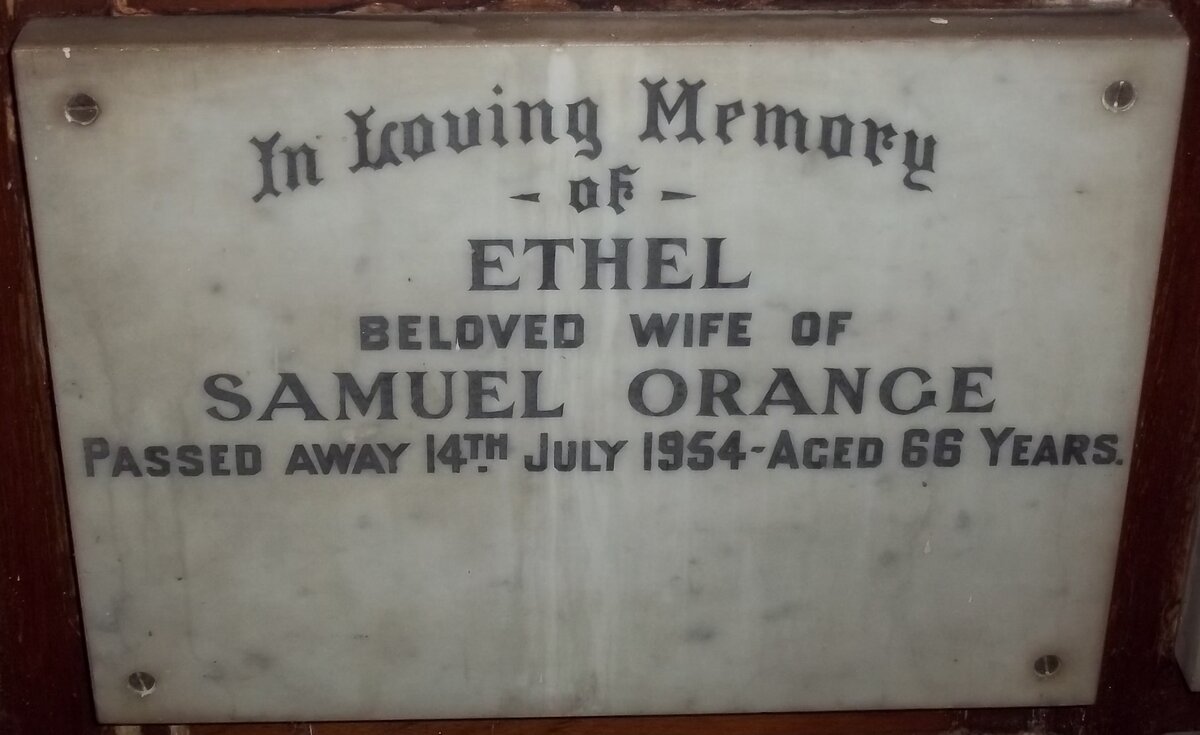 In Loving Memory
- of -
ETHEL
BELOVED WIFE OF
SAMUEL ORANGE
PASSED AWAY 14TH. JULY 1954-AGED 66 YEARS.